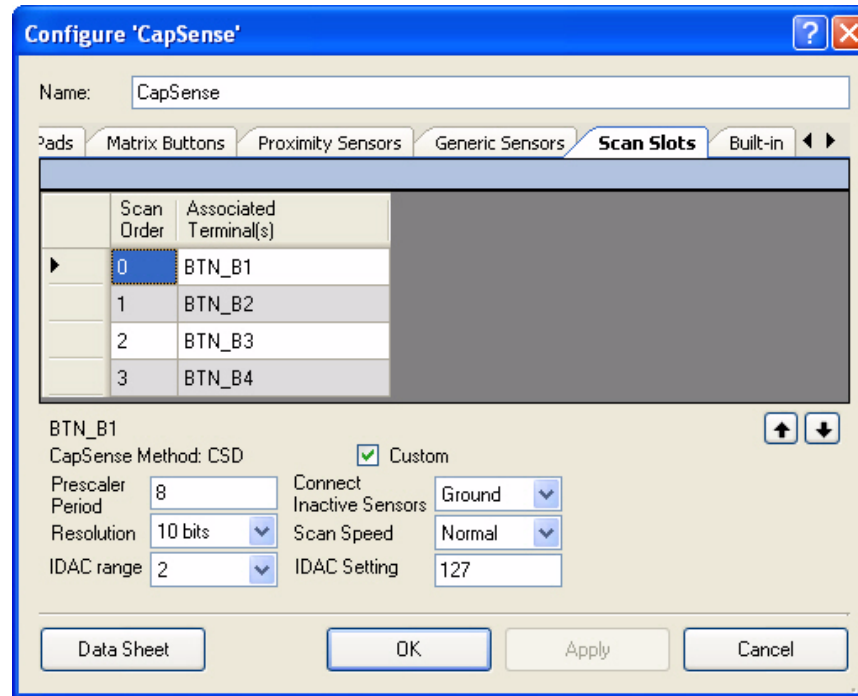 Configure 'CapSense'
Name: CapSense
Pads Matrix Buttons Proximity Sensors Generic Sensors Scan Slots Built-in
Scan Order Associated Terminal(s)
0 BTN_B1
1 BTN_B2
2 BTN_B3
3 BTN_B4
BTN_B1
CapSense Method: CSD Custom
Prescaler Period 8 Connect Inactive Sensors Ground
Resolution 10 bits Scan Speed Normal
IDAC range 2 IDAC Setting 127
Data Sheet OK Apply Cancel